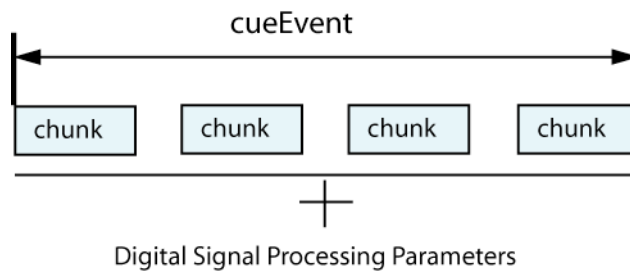 cueEvent
chunk chunk chunk chunk
Digital Signal Processing Parameters